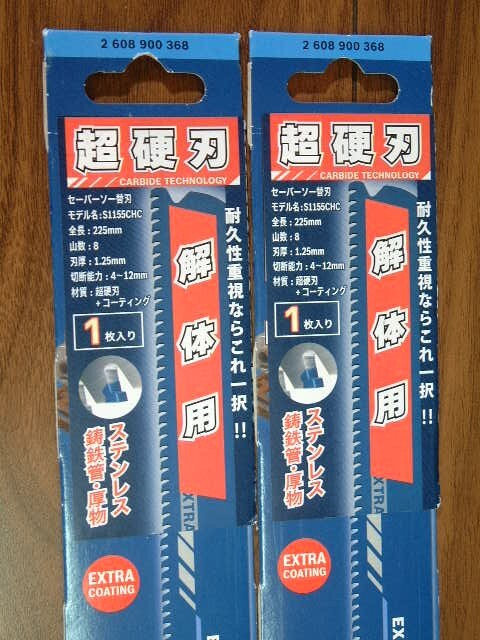 2 608 900 368
超硬刃
CARBIDE TECHNOLOGY
セーバーソー替刃
モデル名:S1155CHC
全長:225mm
山数:8
刃厚:1.25mm
切断能力:4~12mm
材質:超硬刃
+コーティング
1枚入り
解体用
耐久性重視ならこれ一択!!
ステンレス
鋳鉄管・厚物
EXTRA
EXTRA
COATING
2 608 900 368
超硬刃
CARBIDE TECHNOLOGY
セーバーソー替刃
モデル名:S1155CHC
全長:225mm
山数:8
刃厚:1.25mm
切断能力:4~12mm
材質:超硬刃
+コーティング
1枚入り
解体用
耐久性重視ならこれ一択!!
ステンレス
鋳鉄管・厚物
EXTRA
EXTRA
COATING